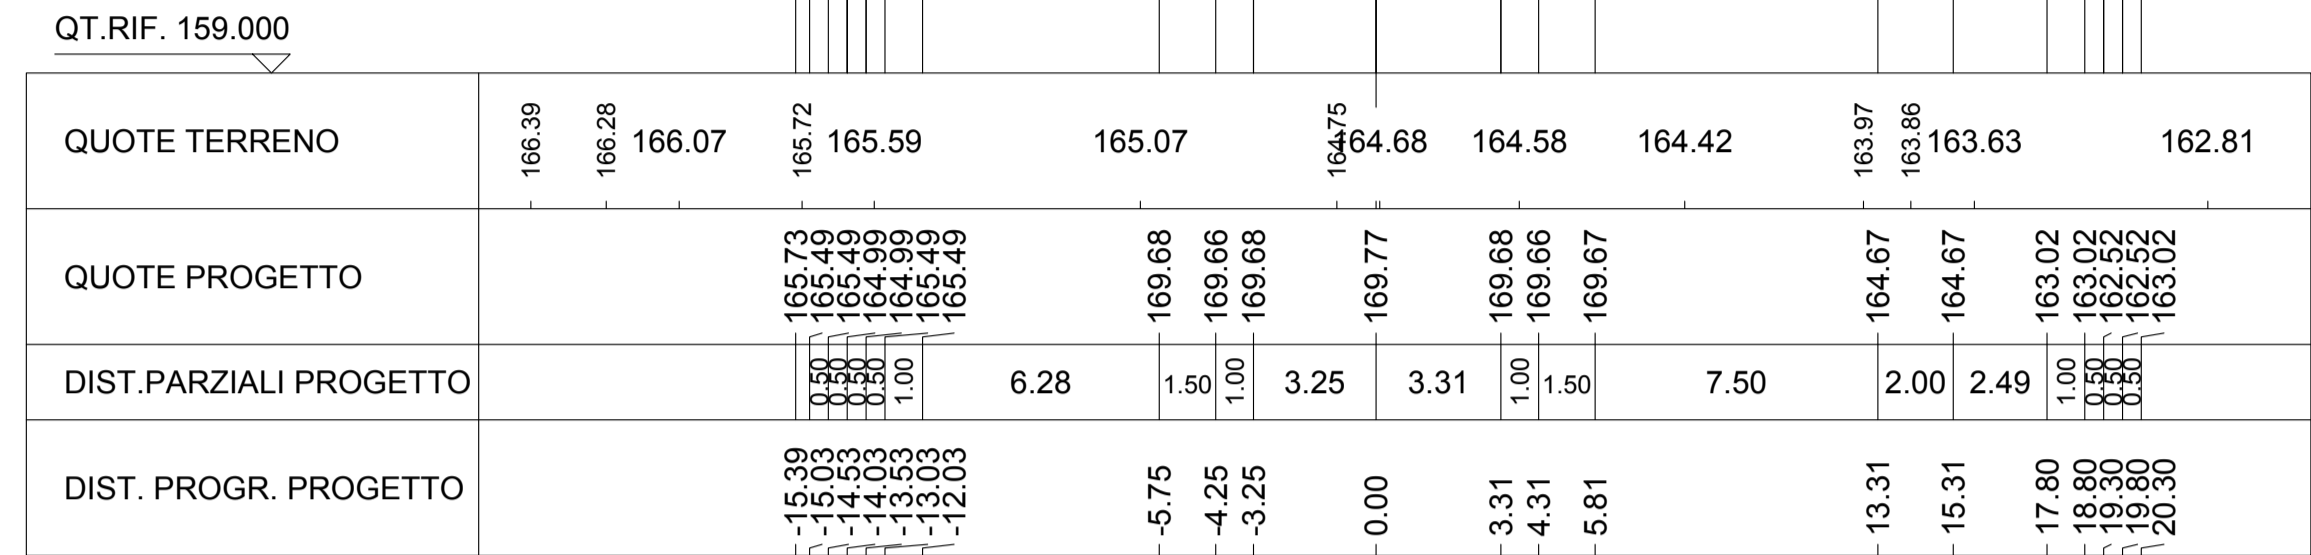 QT.RIF. 159.000
QUOTE TERRENO 166.39 166.28 166.07 165.72 165.59 165.07 164.75 164.68 164.58 164.42 163.97 163.86 163.63 162.81
QUOTE PROGETTO 165.73 165.49 165.49 164.99 164.99 165.49 165.49 169.68 169.66 169.68 169.77 169.68 169.66 169.67 164.67 164.67 163.02 163.02 162.52 162.52 163.02
DIST.PARZIALI PROGETTO 0.50 0.50 0.50 0.50 1.00 6.28 1.50 1.00 3.25 3.31 1.00 1.50 7.50 2.00 2.49 1.00 0.50 0.50 0.50
DIST. PROGR. PROGETTO -15.39 -15.03 -14.53 -14.03 -13.53 -13.03 -12.03 -5.75 -4.25 -3.25 0.00 3.31 4.31 5.81 13.31 15.31 17.80 18.80 19.30 19.80 20.30